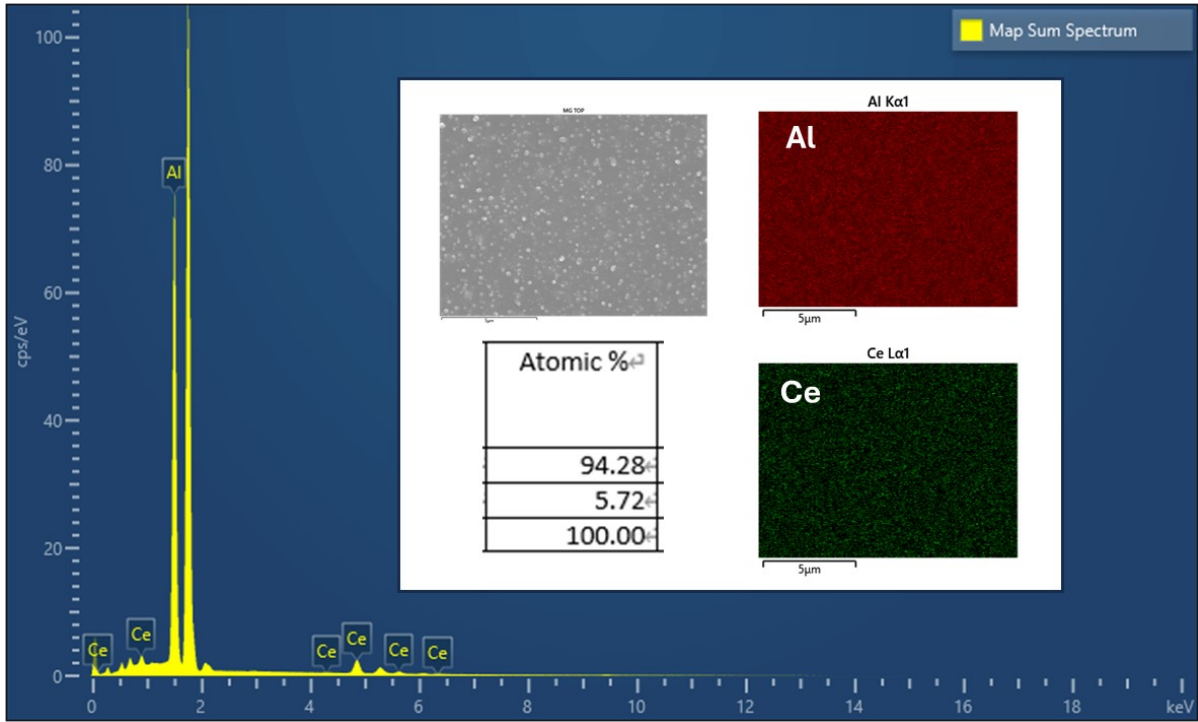 Map Sum Spectrum
100
80
60
40
20
0
cps/eV
Al
Ce
Ce
Ce
Ce
Ce
Ce
0
2
4
6
8
10
12
14
16
18
keV
MG TOP
5µm
Al Kα1
Al
5µm
Atomic %↵
94.28↵
5.72↵
100.00↵
Ce Lα1
Ce
5µm